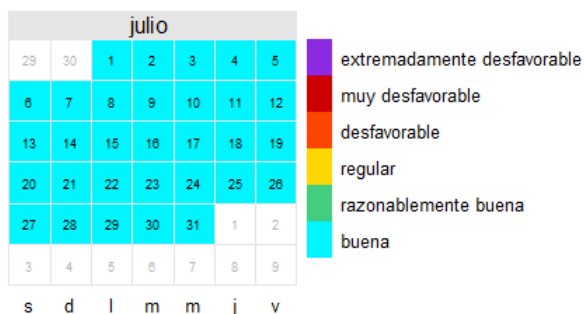 julio
29 30 1 2 3 4 5
6 7 8 9 10 11 12
13 14 15 16 17 18 19
20 21 22 23 24 25 26
27 28 29 30 31 1 2
3 4 5 6 7 8 9
s d l m m j v
extremadamente desfavorable
muy desfavorable
desfavorable
regular
razonablemente buena
buena